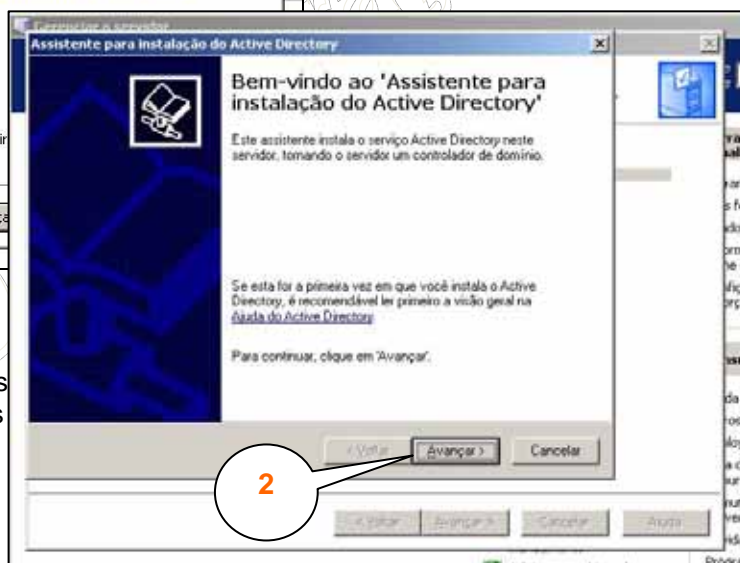 Gerenciar o servidor
Assistente para instalação do Active Directory
Bem-vindo ao 'Assistente para
instalação do Active Directory'
Este assistente instala o serviço Active Directory neste
servidor, tornando o servidor um controlador de domínio.
Se esta for a primeira vez em que você instala o Active
Directory, é recomendável ler primeiro a visão geral na
Ajuda do Active Directory
Para continuar, clique em 'Avançar'.
< Voltar
Avançar >
Cancelar
2
< Voltar
Avançar >
Cancelar
Ajuda